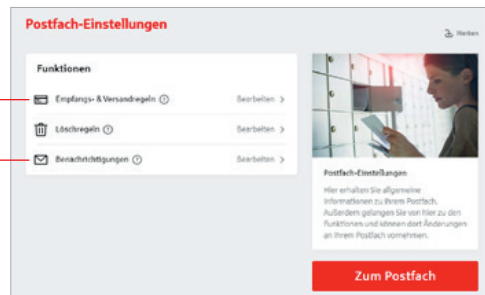 Postfach-Einstellungen
Merken
Funktionen
Empfangs- & Versandregeln
Bearbeiten >
Löschregeln
Bearbeiten >
Benachrichtigungen
Bearbeiten >
Postfach-Einstellungen
Hier erhalten Sie allgemeine
Informationen zu Ihrem Postfach.
Außerdem gelangen Sie von hier zu den
Funktionen und können dort Änderungen
an Ihrem Postfach vornehmen.
Zum Postfach